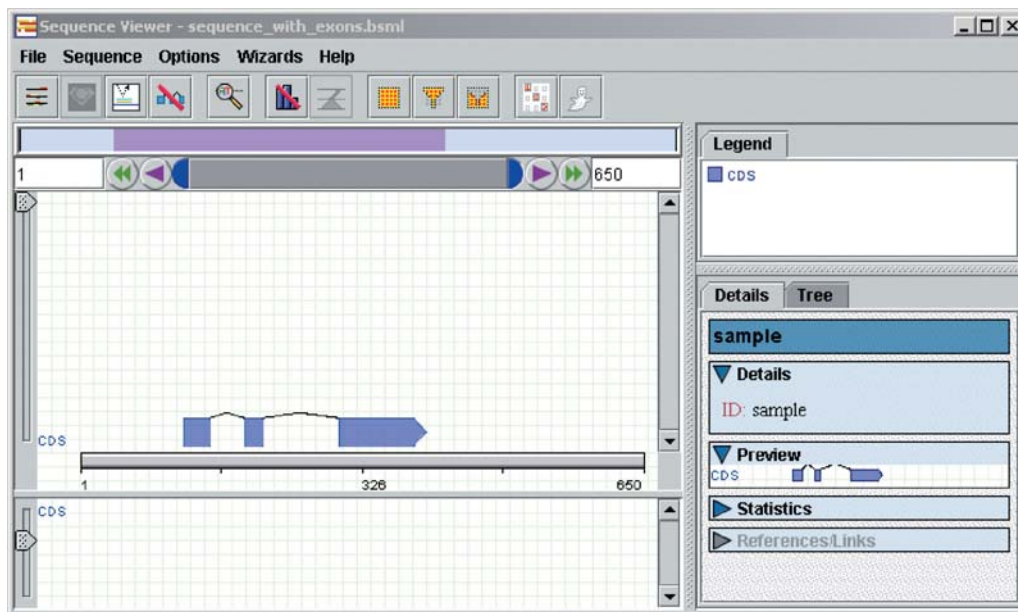 Sequence Viewer - sequence_with_exons.bsml
File Sequence Options Wizards Help
1
650
CDS
1 326 650
CDS
Legend
CDS
Details Tree
sample
Details
ID: sample
Preview
CDS
Statistics
References/Links